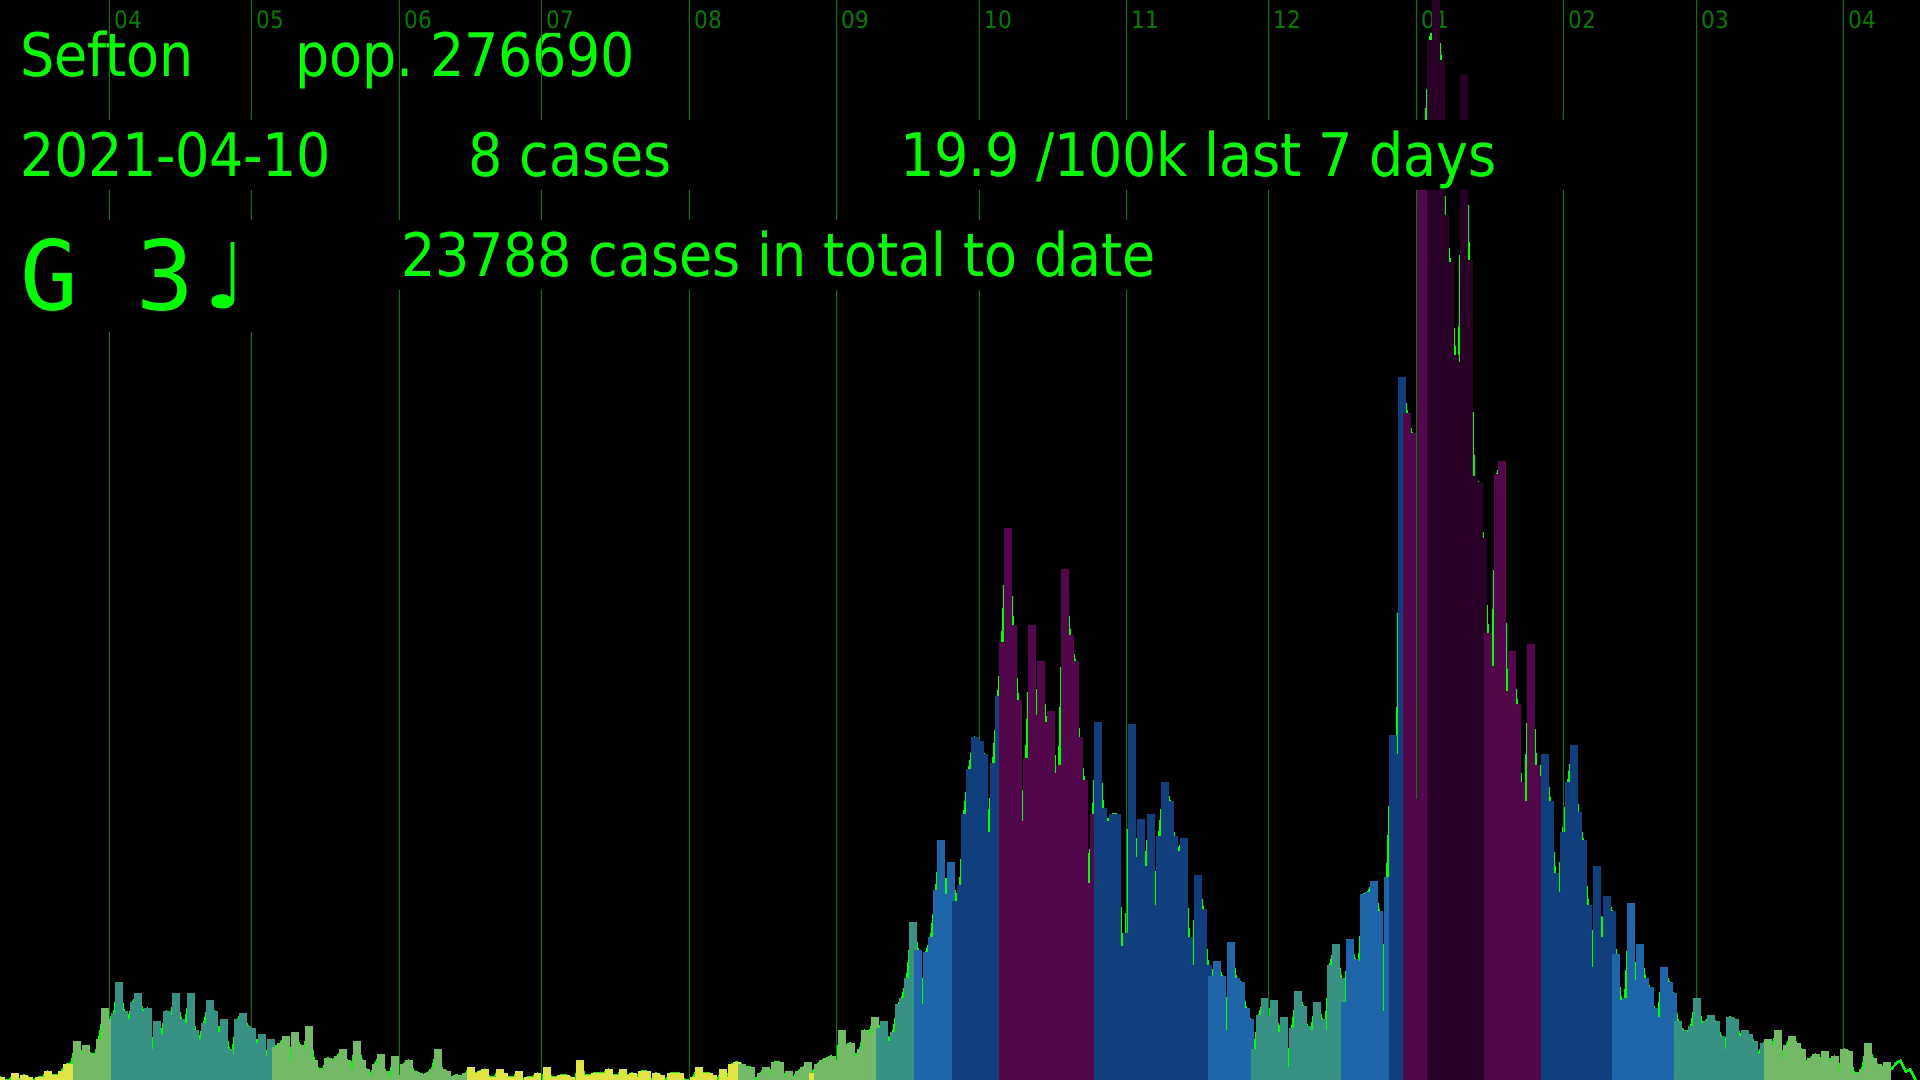 04 05 06 07 08 09 10 11 12 01 02 03 04
Sefton pop. 276690
2021-04-10 8 cases 19.9 /100k last 7 days
G 3♩ 23788 cases in total to date